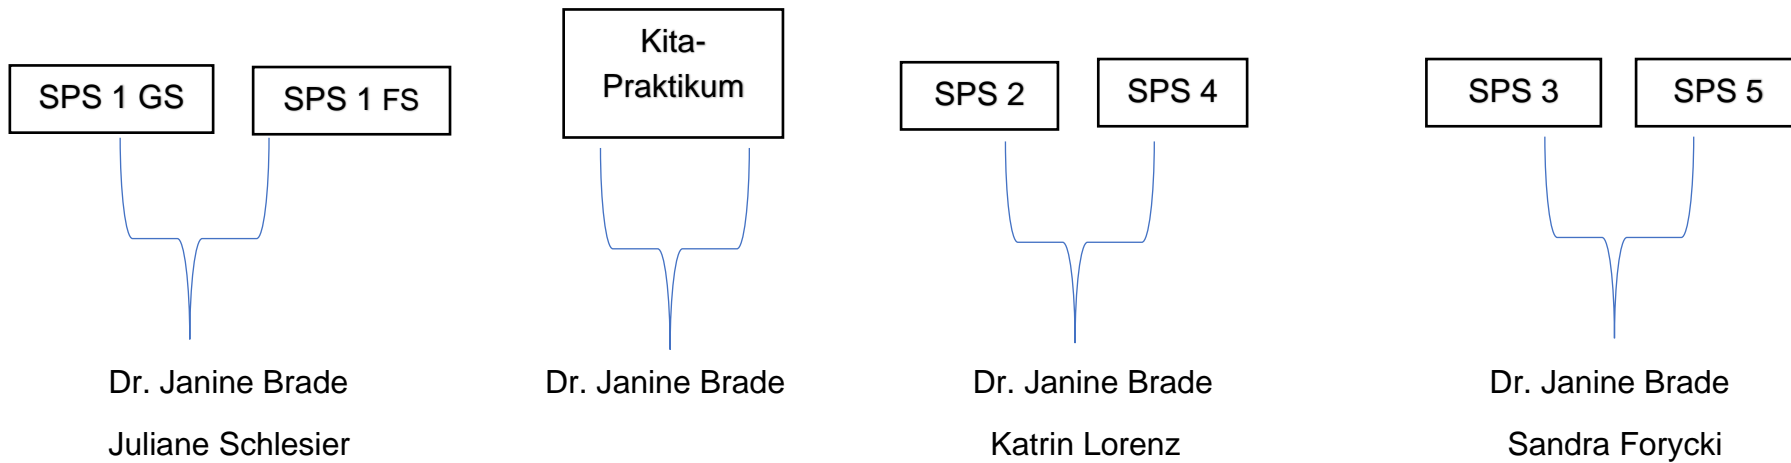 SPS 1 GS
SPS 1 FS
Kita-
Praktikum
SPS 2
SPS 4
SPS 3
SPS 5
Dr. Janine Brade
Juliane Schlesier
Dr. Janine Brade
Dr. Janine Brade
Katrin Lorenz
Dr. Janine Brade
Sandra Forycki